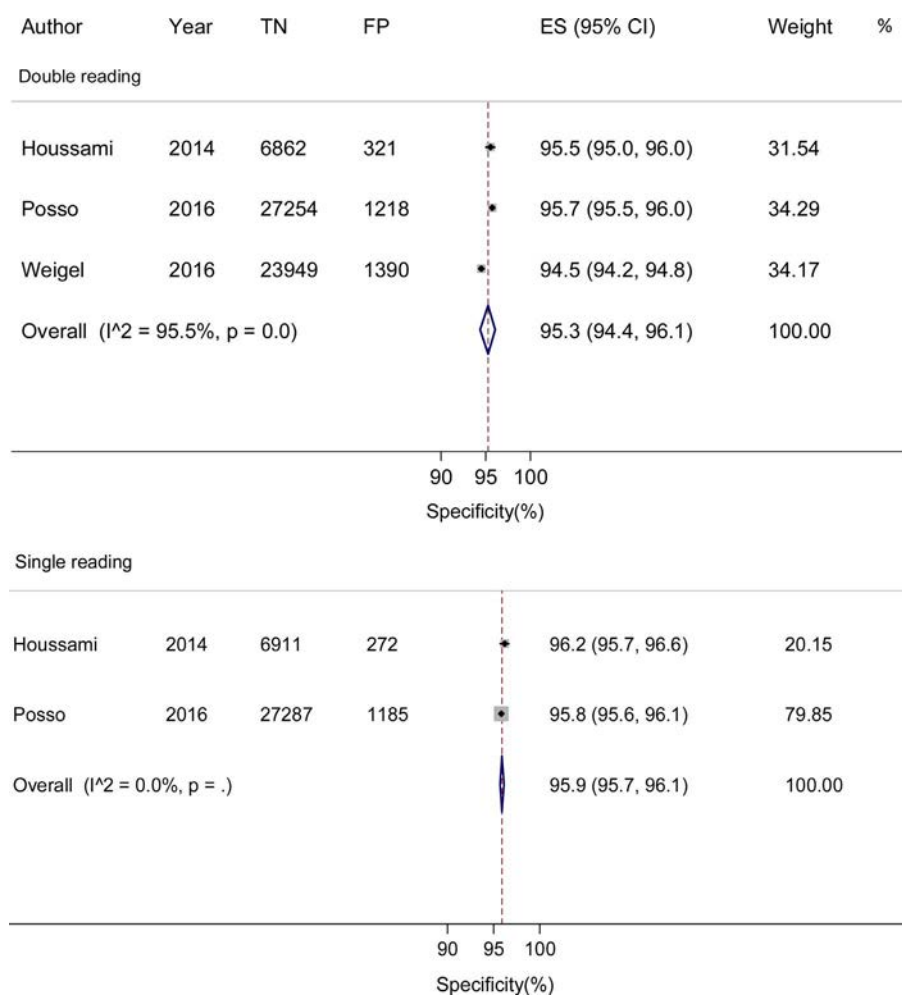 Author Year TN FP ES (95% CI) Weight %
Double reading
Houssami 2014 6862 321 95.5 (95.0, 96.0) 31.54
Posso 2016 27254 1218 95.7 (95.5, 96.0) 34.29
Weigel 2016 23949 1390 94.5 (94.2, 94.8) 34.17
Overall (I^2 = 95.5%, p = 0.0) 95.3 (94.4, 96.1) 100.00
90 95 100
Specificity(%)
Single reading
Houssami 2014 6911 272 96.2 (95.7, 96.6) 20.15
Posso 2016 27287 1185 95.8 (95.6, 96.1) 79.85
Overall (I^2 = 0.0%, p = .) 95.9 (95.7, 96.1) 100.00
90 95 100
Specificity(%)